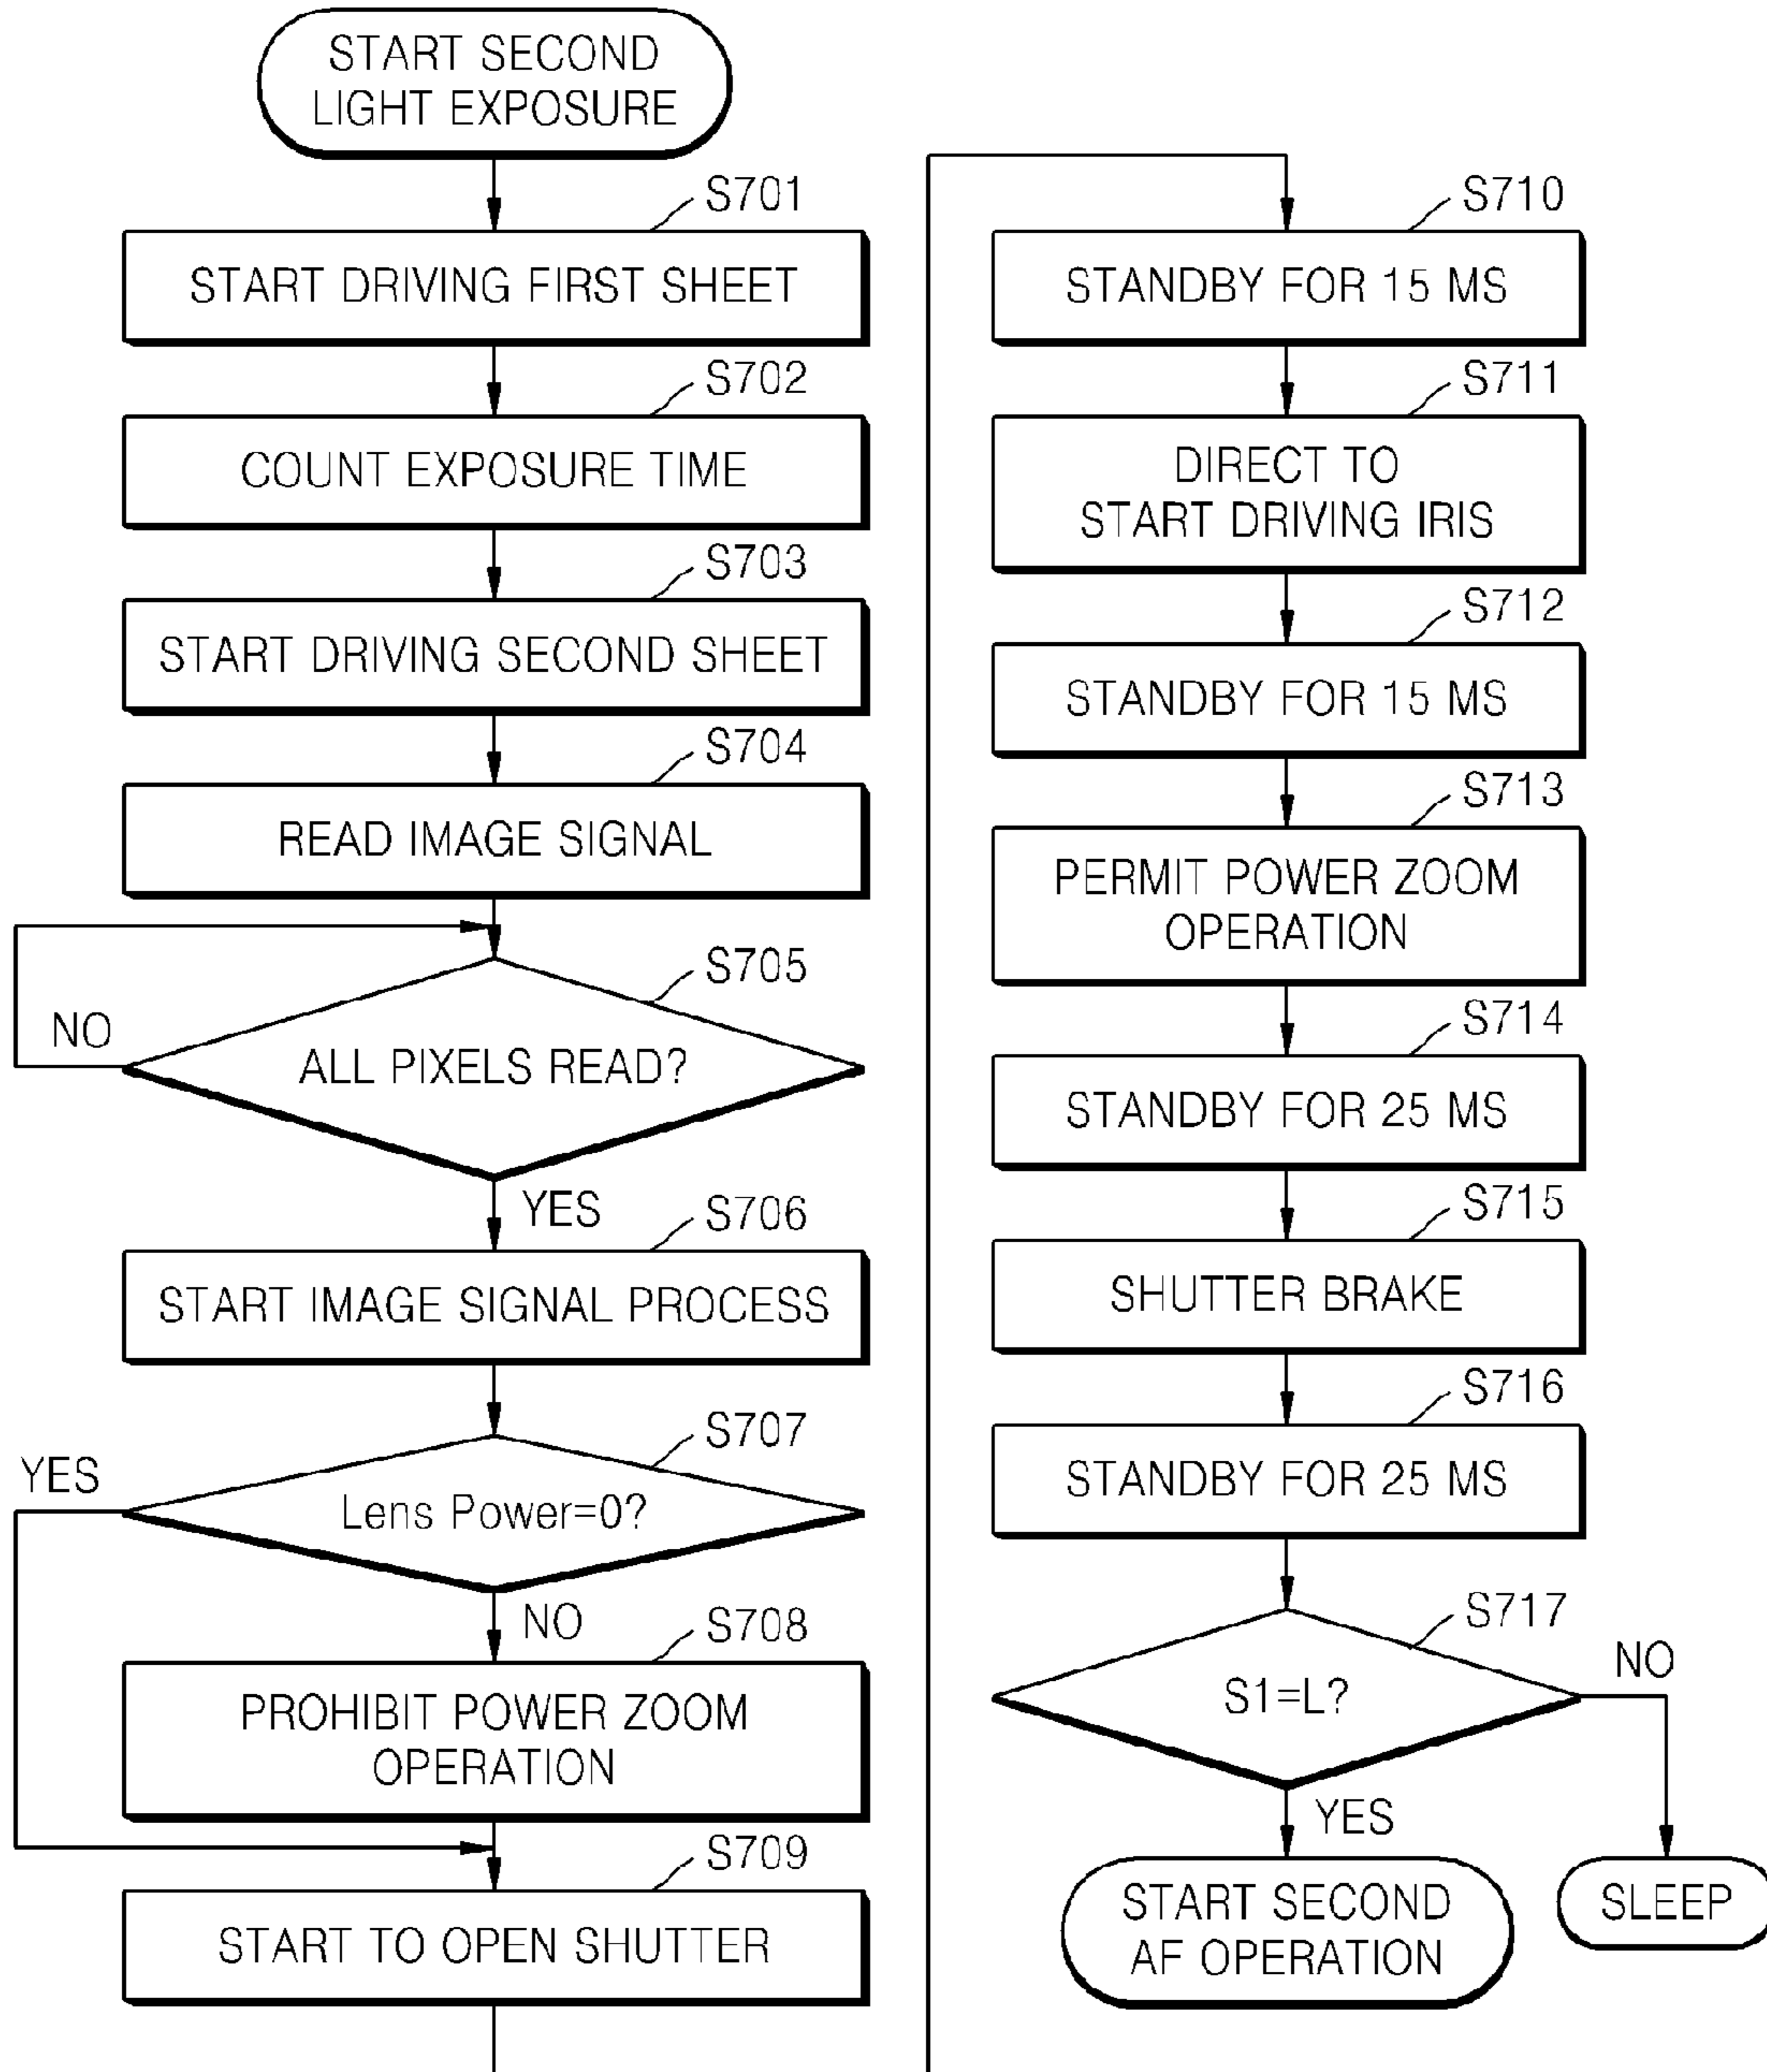 START SECOND
LIGHT EXPOSURE
S701
START DRIVING FIRST SHEET
S702
COUNT EXPOSURE TIME
S703
START DRIVING SECOND SHEET
S704
READ IMAGE SIGNAL
S705
NO
ALL PIXELS READ?
YES
S706
START IMAGE SIGNAL PROCESS
S707
YES
Lens Power=0?
NO
S708
PROHIBIT POWER ZOOM
OPERATION
S709
START TO OPEN SHUTTER
S710
STANDBY FOR 15 MS
S711
DIRECT TO
START DRIVING IRIS
S712
STANDBY FOR 15 MS
S713
PERMIT POWER ZOOM
OPERATION
S714
STANDBY FOR 25 MS
S715
SHUTTER BRAKE
S716
STANDBY FOR 25 MS
S717
NO
S1=L?
YES
START SECOND
AF OPERATION
SLEEP